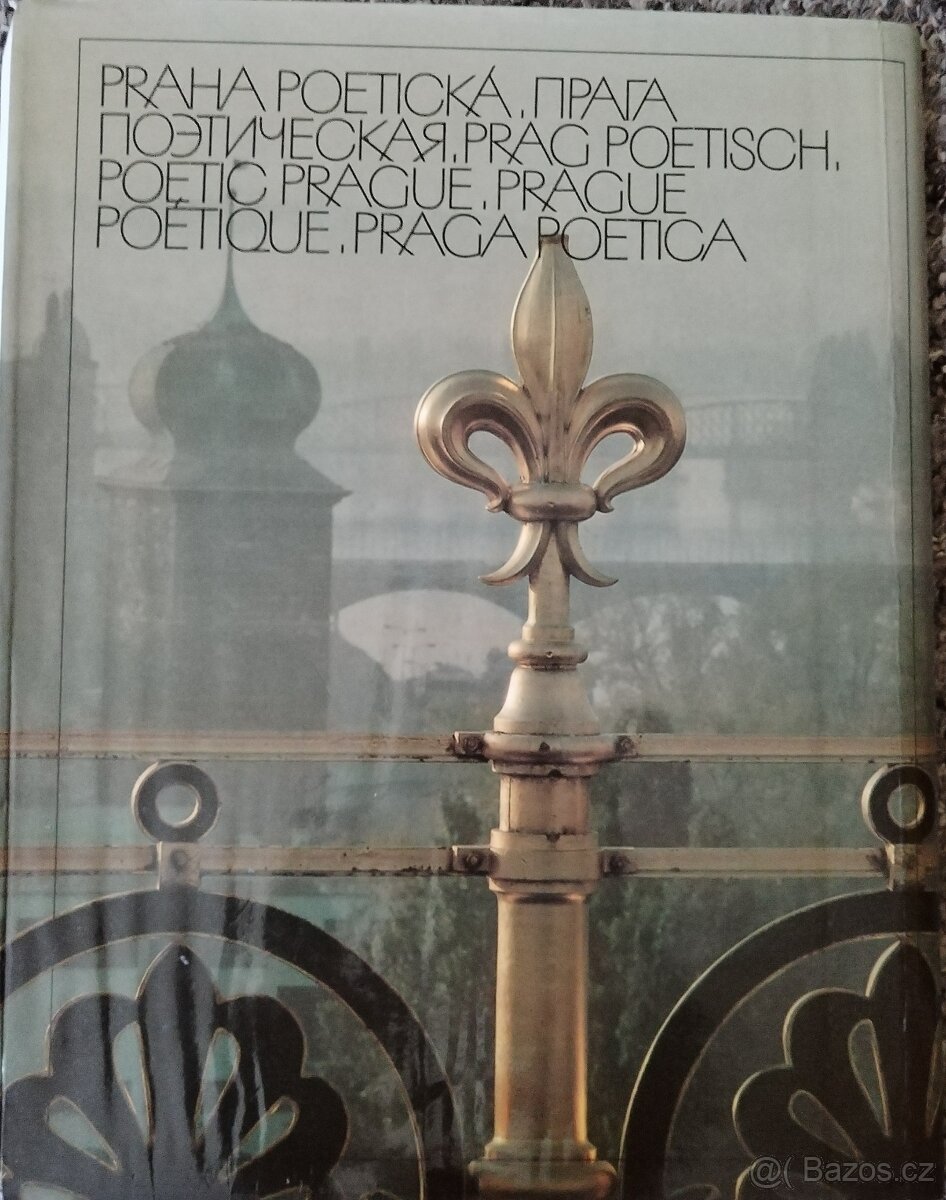 PRAHA POETICKÁ, ПРАГА
ПОЭТИЧЕСКАЯ, PRAG POETISCH,
POETIC PRAGUE, PRAGUE
POÉTIQUE, PRAGA POETICA
@( Bazos.cz